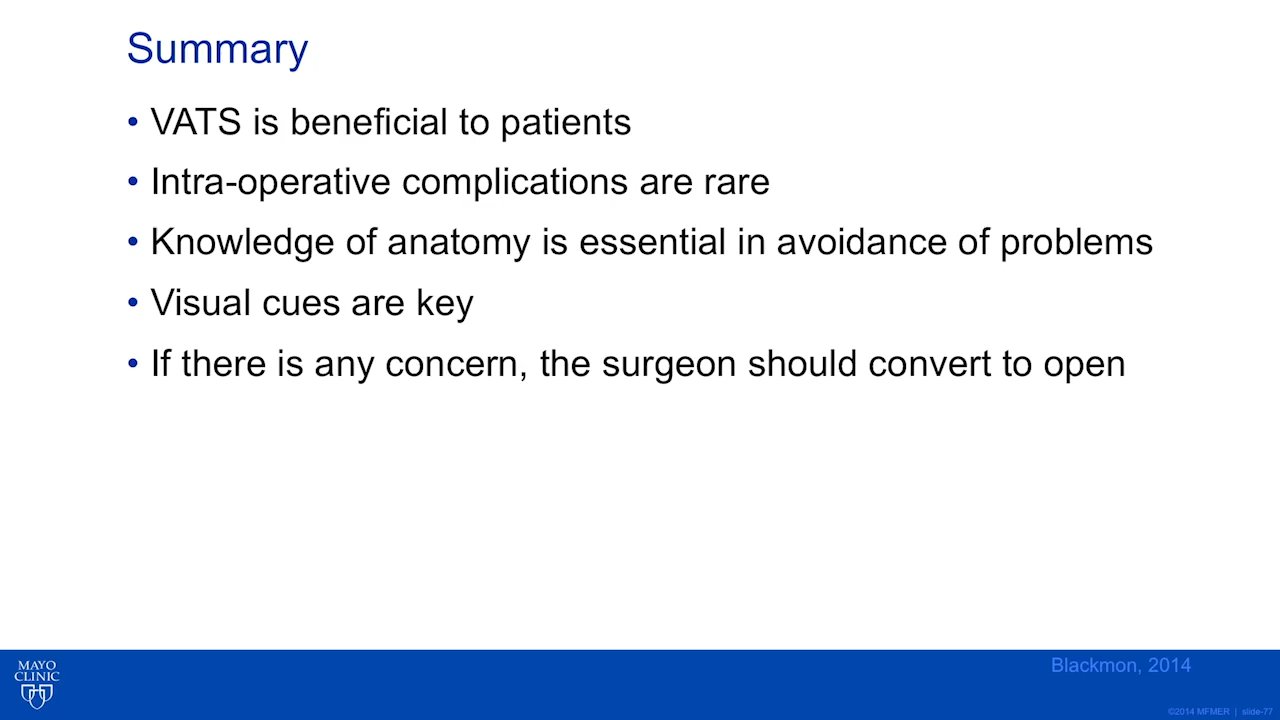 Summary
• VATS is beneficial to patients
• Intra-operative complications are rare
• Knowledge of anatomy is essential in avoidance of problems
• Visual cues are key
• If there is any concern, the surgeon should convert to open
MAYO
CLINIC
Blackmon, 2014
©2014 MFMER | slide-77